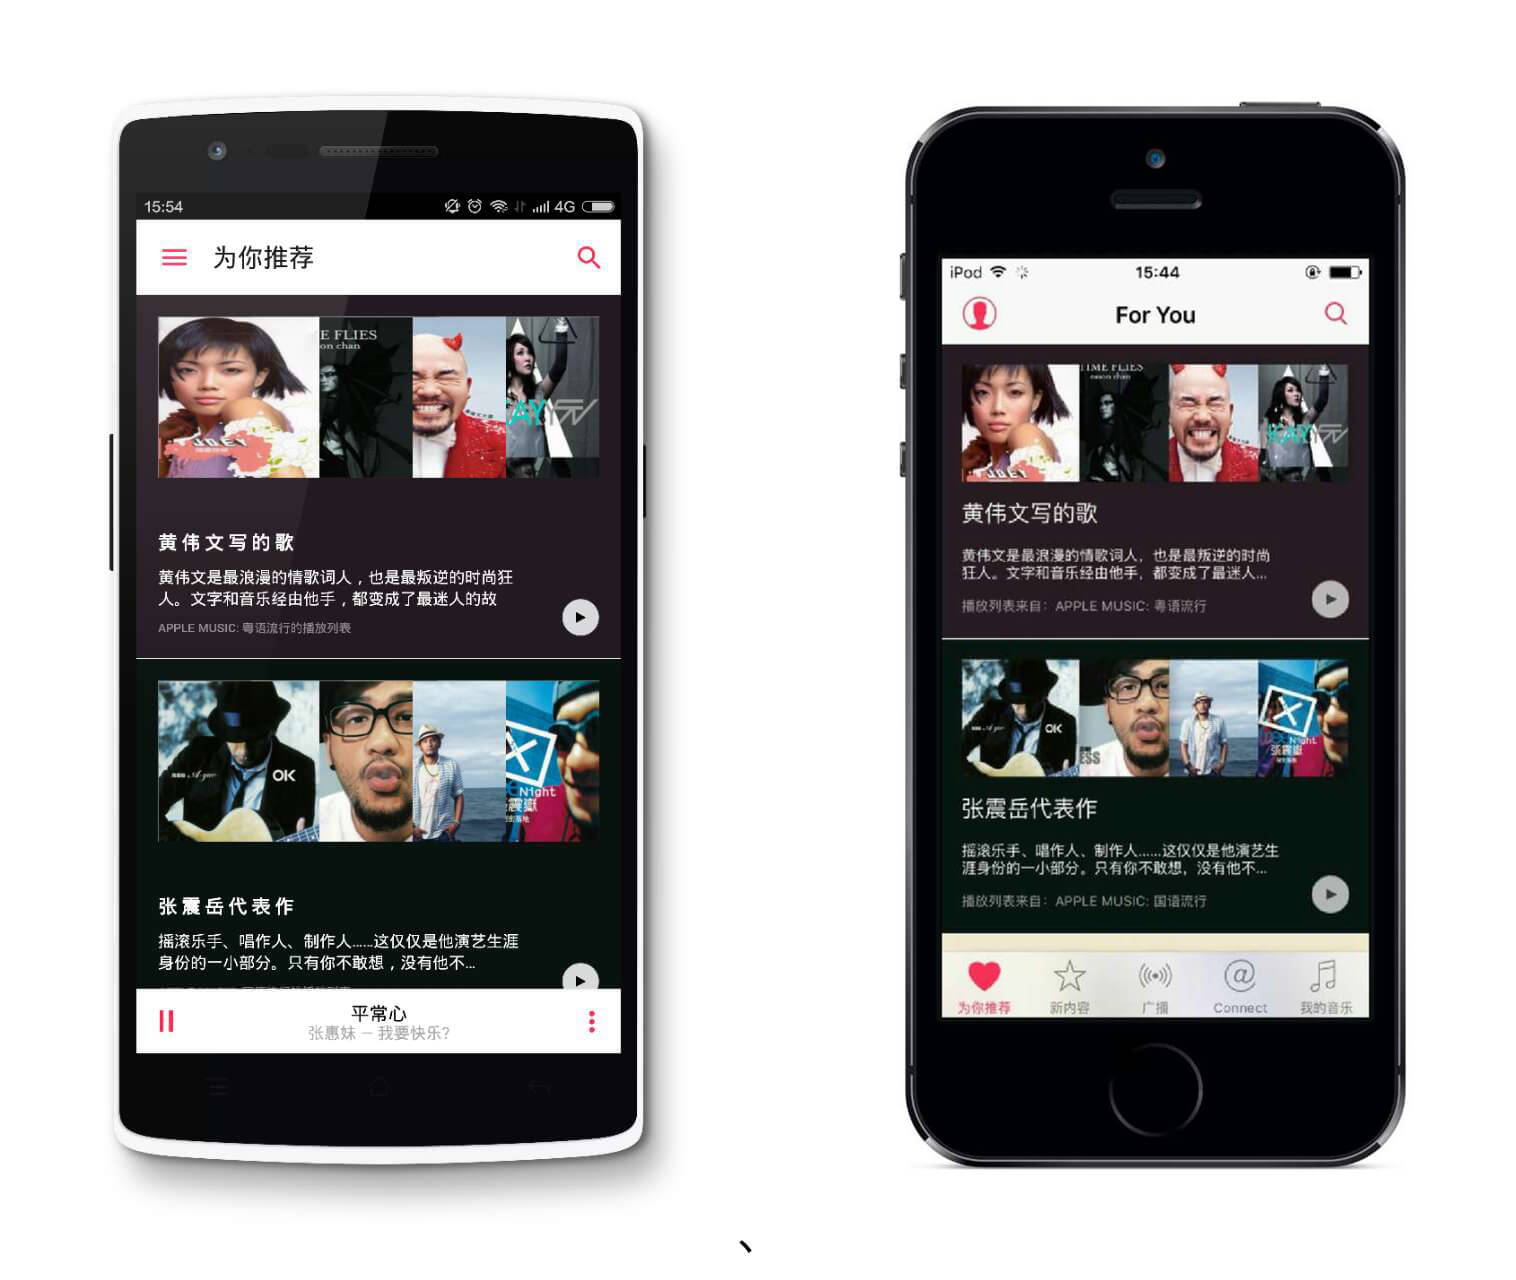 15:54
4G
为你推荐
E FLIES
on chan
JOEY
KAY
黄伟文写的歌
黄伟文是最浪漫的情歌词人，也是最叛逆的时尚狂
人。文字和音乐经由他手，都变成了最迷人的故
APPLE MUSIC: 粤语流行的播放列表
A-yue
OK
Night
震嶽
张震岳代表作
摇滚乐手、唱作人、制作人……这仅仅是他演艺生涯
身份的一小部分。只有你不敢想，没有他不...
平常心
张惠妹 — 我要快乐?
iPod
15:44
For You
TIME FLIES
eason chan
JOEY
KAY
黄伟文写的歌
黄伟文是最浪漫的情歌词人，也是最叛逆的时尚
狂人。文字和音乐经由他手，都变成了最迷人...
播放列表来自：APPLE MUSIC: 粤语流行
OK
ESS
Night
張震嶽
张震岳代表作
摇滚乐手、唱作人、制作人……这仅仅是他演艺生
涯身份的一小部分。只有你不敢想，没有他不...
播放列表来自：APPLE MUSIC: 国语流行
为你推荐
新内容
广播
Connect
我的音乐
、